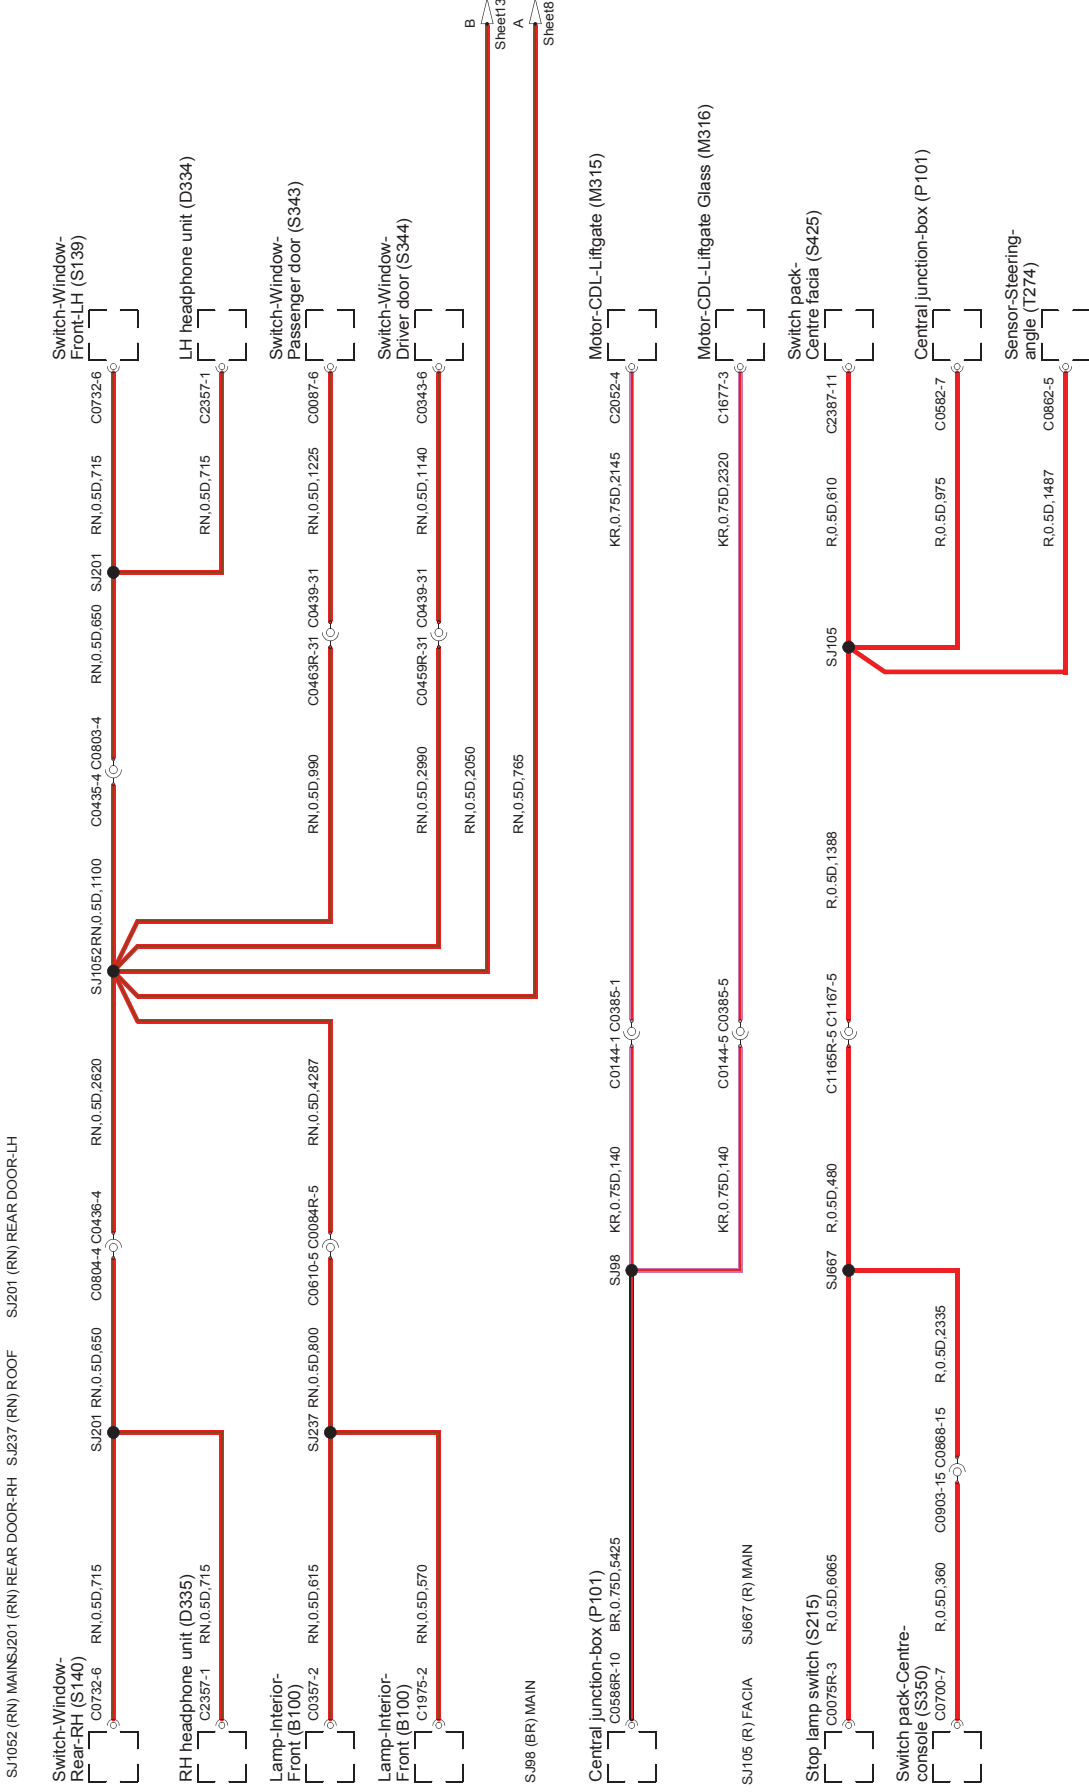 SJ1052 (RN) MAIN
SJ201 (RN) REAR DOOR-RH
SJ237 (RN) ROOF
SJ201 (RN) REAR DOOR-LH
Switch-Window-
Rear-RH (S140)
C0732-6
RN,0.5D,715
SJ201
RN,0.5D,650
C0804-4
C0436-4
RN,0.5D,2620
SJ1052
RN,0.5D,1100
C0435-4
C0803-4
RN,0.5D,650
SJ201
RN,0.5D,715
C0732-6
Switch-Window-
Front-LH (S139)
RH headphone unit (D335)
C2357-1
RN,0.5D,715
RN,0.5D,715
C2357-1
LH headphone unit (D334)
Lamp-Interior-
Front (B100)
C0357-2
RN,0.5D,615
SJ237
RN,0.5D,800
C0610-5
C0084R-5
RN,0.5D,4287
RN,0.5D,990
C0463R-31
C0439-31
RN,0.5D,1225
C0087-6
Switch-Window-
Passenger door (S343)
Lamp-Interior-
Front (B100)
C1975-2
RN,0.5D,570
RN,0.5D,2990
C0459R-31
C0439-31
RN,0.5D,1140
C0343-6
Switch-Window-
Driver door (S344)
RN,0.5D,2050
B
Sheet13
RN,0.5D,765
A
Sheet8
SJ98 (BR) MAIN
Central junction-box (P101)
C0586R-10
BR,0.75D,5425
SJ98
KR,0.75D,140
C0144-1
C0385-1
KR,0.75D,2145
C2052-4
Motor-CDL-Liftgate (M315)
KR,0.75D,140
C0144-5
C0385-5
KR,0.75D,2320
C1677-3
Motor-CDL-Liftgate Glass (M316)
SJ105 (R) FACIA
SJ667 (R) MAIN
Stop lamp switch (S215)
C0075R-3
R,0.5D,6065
SJ667
R,0.5D,480
C1165R-5
C1167-5
R,0.5D,1388
SJ105
R,0.5D,610
C2387-11
Switch pack-
Centre facia (S425)
Switch pack-Centre-
console (S350)
C0700-7
R,0.5D,360
C0903-15
C0868-15
R,0.5D,2335
R,0.5D,975
C0582-7
Central junction-box (P101)
R,0.5D,1487
C0862-5
Sensor-Steering-
angle (T274)